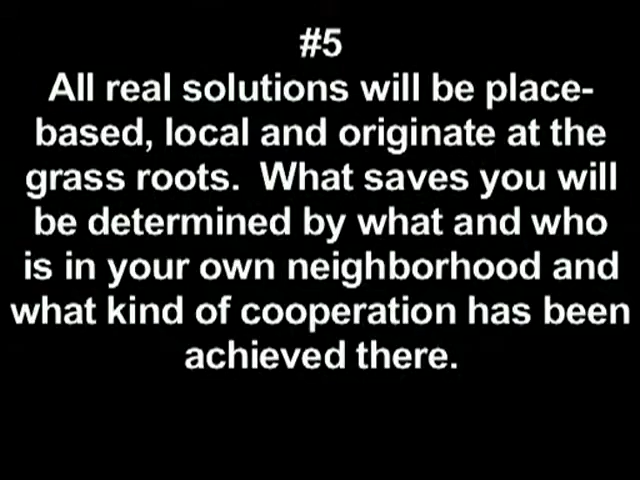 #5
All real solutions will be place-
based, local and originate at the
grass roots.  What saves you will
be determined by what and who
is in your own neighborhood and
what kind of cooperation has been
achieved there.